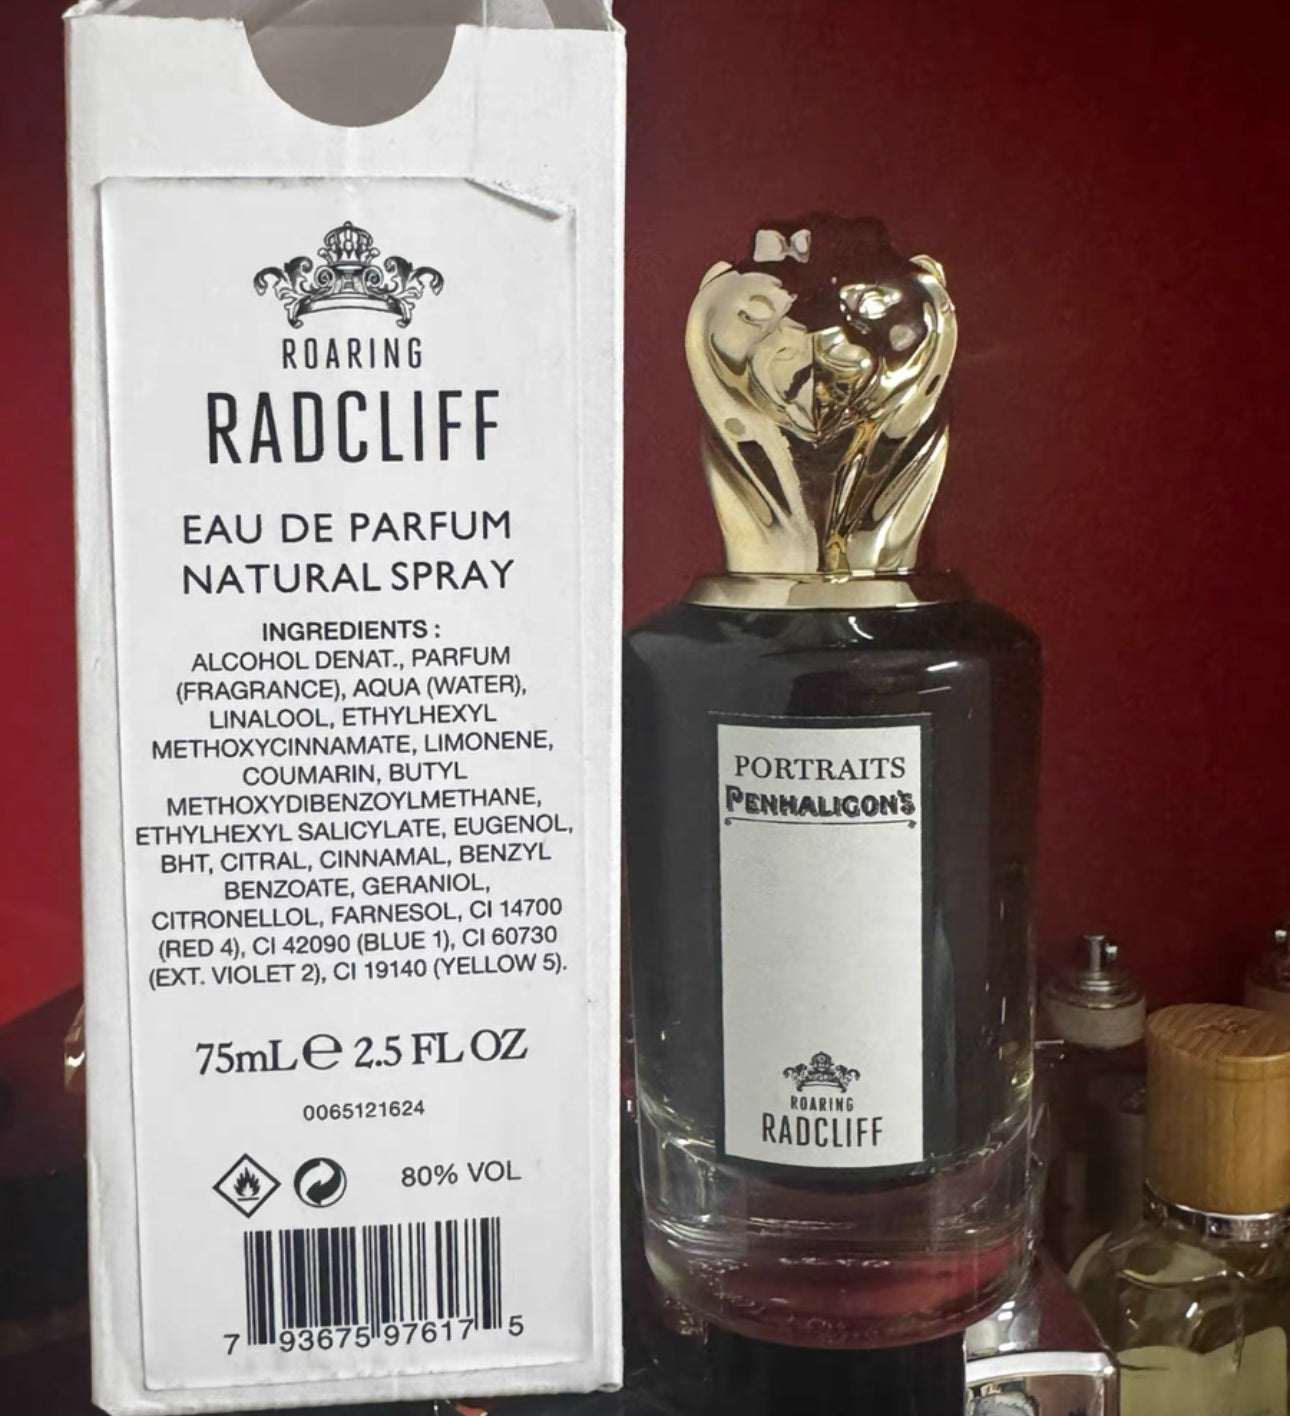 ROARING
RADCLIFF
EAU DE PARFUM
NATURAL SPRAY
INGREDIENTS :
ALCOHOL DENAT., PARFUM
(FRAGRANCE), AQUA (WATER),
LINALOOL, ETHYLHEXYL
METHOXYCINNAMATE, LIMONENE,
COUMARIN, BUTYL
METHOXYDIBENZOYLMETHANE,
ETHYLHEXYL SALICYLATE, EUGENOL,
BHT, CITRAL, CINNAMAL, BENZYL
BENZOATE, GERANIOL,
CITRONELLOL, FARNESOL, CI 14700
(RED 4), CI 42090 (BLUE 1), CI 60730
(EXT. VIOLET 2), CI 19140 (YELLOW 5).
75mL ℮ 2.5 FL OZ
0065121624
80% VOL
7 93675 97617 5
PORTRAITS
PENHALIGON'S
ROARING
RADCLIFF